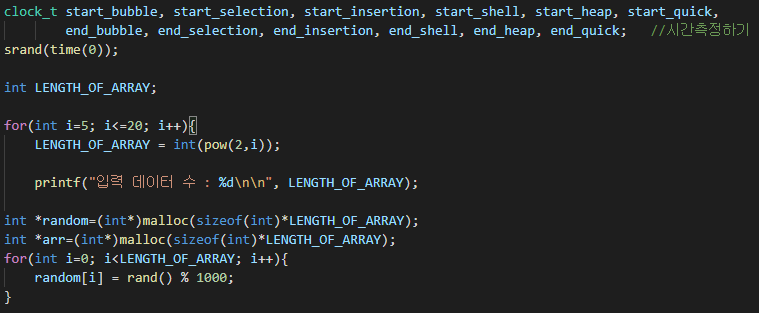 clock_t start_bubble, start_selection, start_insertion, start_shell, start_heap, start_quick,
end_bubble, end_selection, end_insertion, end_shell, end_heap, end_quick;   //시간측정하기
srand(time(0));
int LENGTH_OF_ARRAY;
for(int i=5; i<=20; i++){
LENGTH_OF_ARRAY = int(pow(2,i));
printf("입력 데이터 수 : %d\n\n", LENGTH_OF_ARRAY);
int *random=(int*)malloc(sizeof(int)*LENGTH_OF_ARRAY);
int *arr=(int*)malloc(sizeof(int)*LENGTH_OF_ARRAY);
for(int i=0; i<LENGTH_OF_ARRAY; i++){
random[i] = rand() % 1000;
}